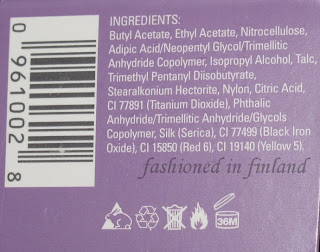 INGREDIENTS:
Butyl Acetate, Ethyl Acetate, Nitrocellulose,
Adipic Acid/Neopentyl Glycol/Trimellitic
Anhydride Copolymer, Isopropyl Alcohol, Talc,
Trimethyl Pentanyl Diisobutyrate,
Stearalkonium Hectorite, Nylon, Citric Acid,
CI 77891 (Titanium Dioxide), Phthalic
Anhydride/Trimellitic Anhydride/Glycols
Copolymer, Silk (Serica), CI 77499 (Black Iron
Oxide), CI 15850 (Red 6), CI 19140 (Yellow 5).
fashioned in finland
0961002 8
36M